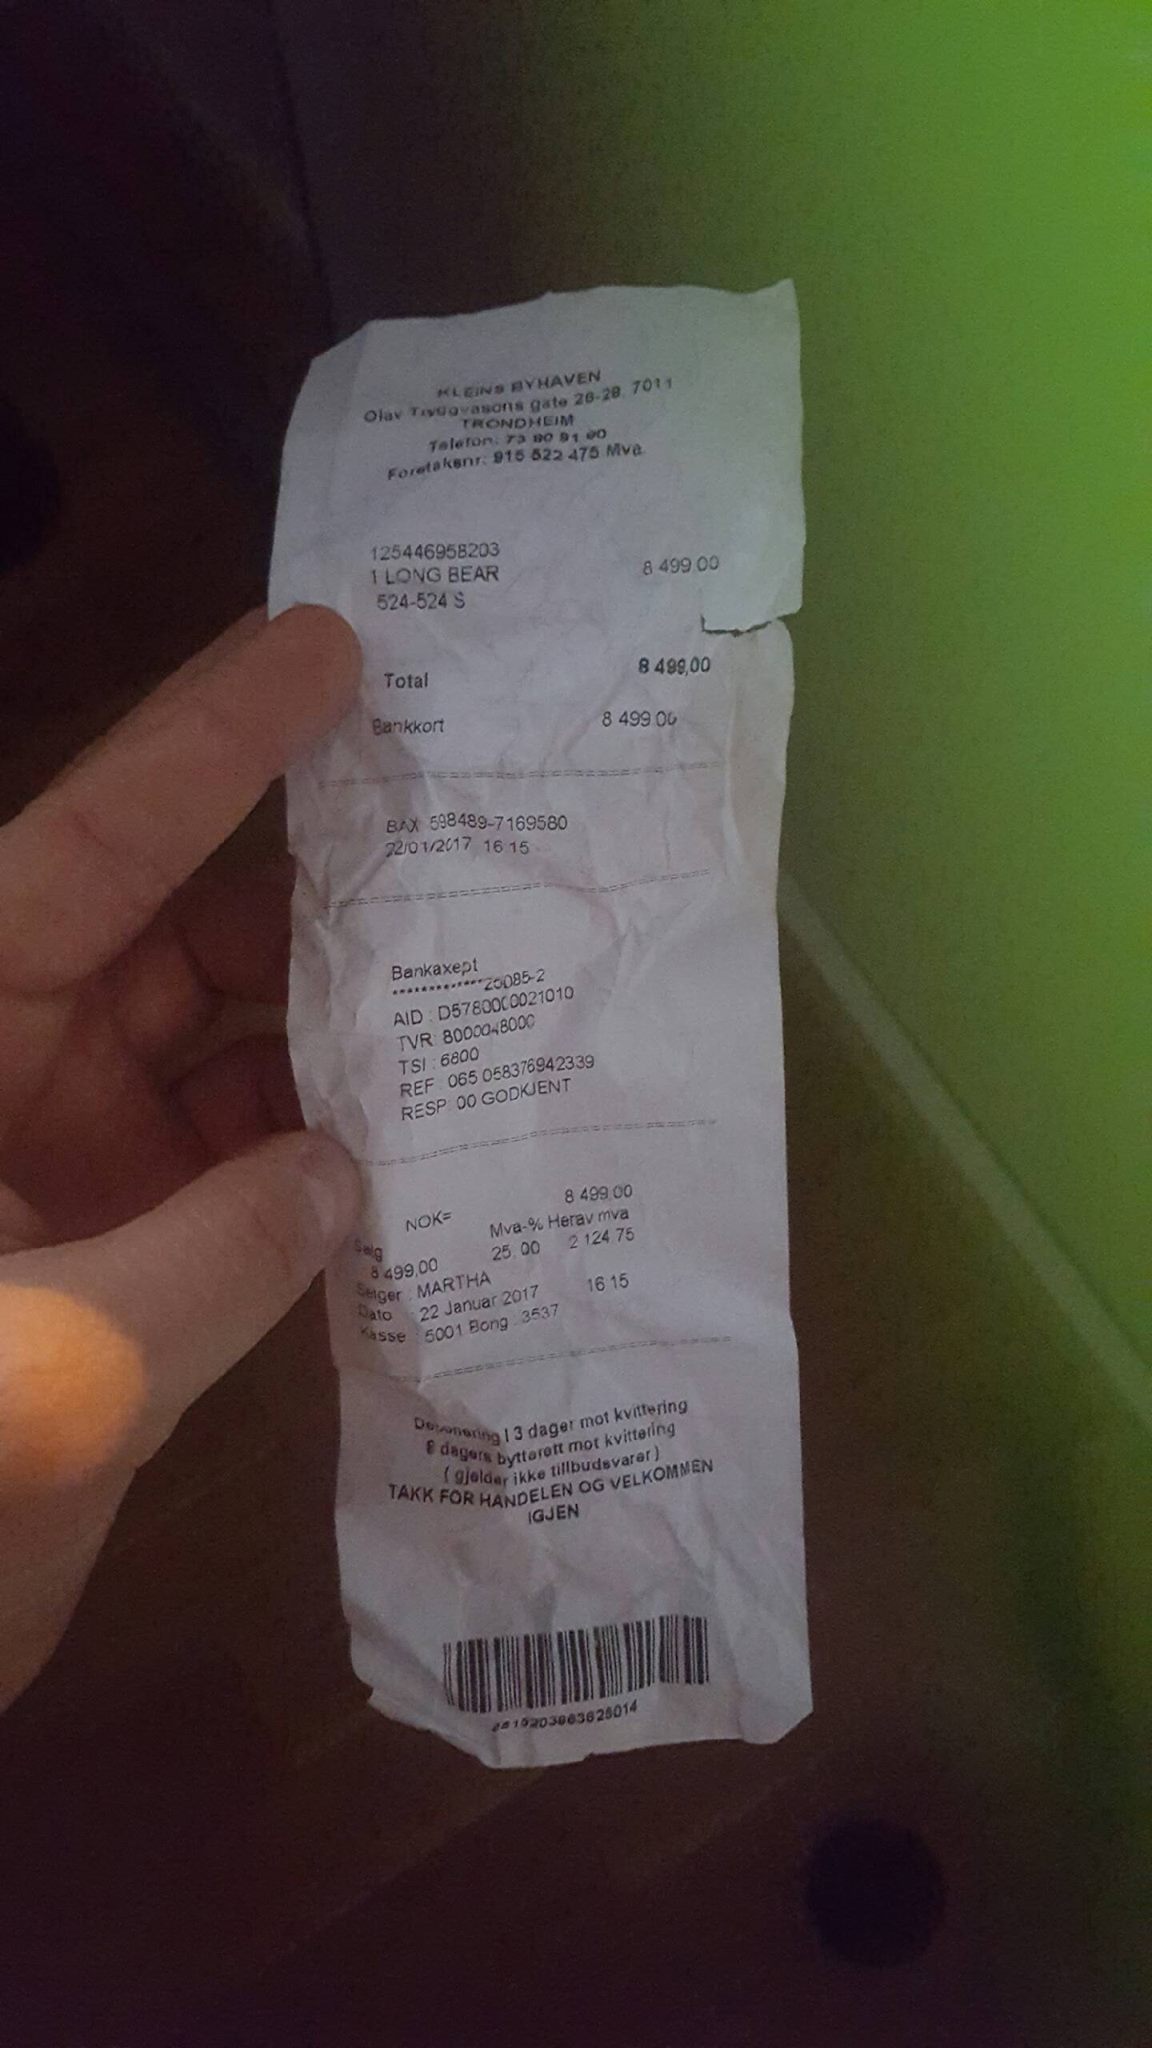 KLEINS BYHAVEN
Olav Tryggvasons gate 26-28. 7011
TRONDHEIM
Telefon: 73 80 91 60
Foretaksnr: 915 522 475 Mva.
125446958203
1 LONG BEAR 8 499.00
524-524 S
Total 8 499,00
Bankkort 8 499.00
BAX 598489-7169580
22/01/2017 16 15
Bankaxept
AID : D5780000021010
TVR: 8000048000
TSI : 6800
REF : 065 058376942339
RESP: 00 GODKJENT
NOK= 8 499.00
Salg Mva-% Herav mva
8 499,00 25.00 2 124.75
Selger : MARTHA
Dato : 22 Januar 2017 16 15
Kasse : 5001 Bong : 3537
Deponering I 3 dager mot kvittering
8 dagers bytterett mot kvittering
( gjelder ikke tillbudsvarer )
TAKK FOR HANDELEN OG VELKOMMEN
IGJEN